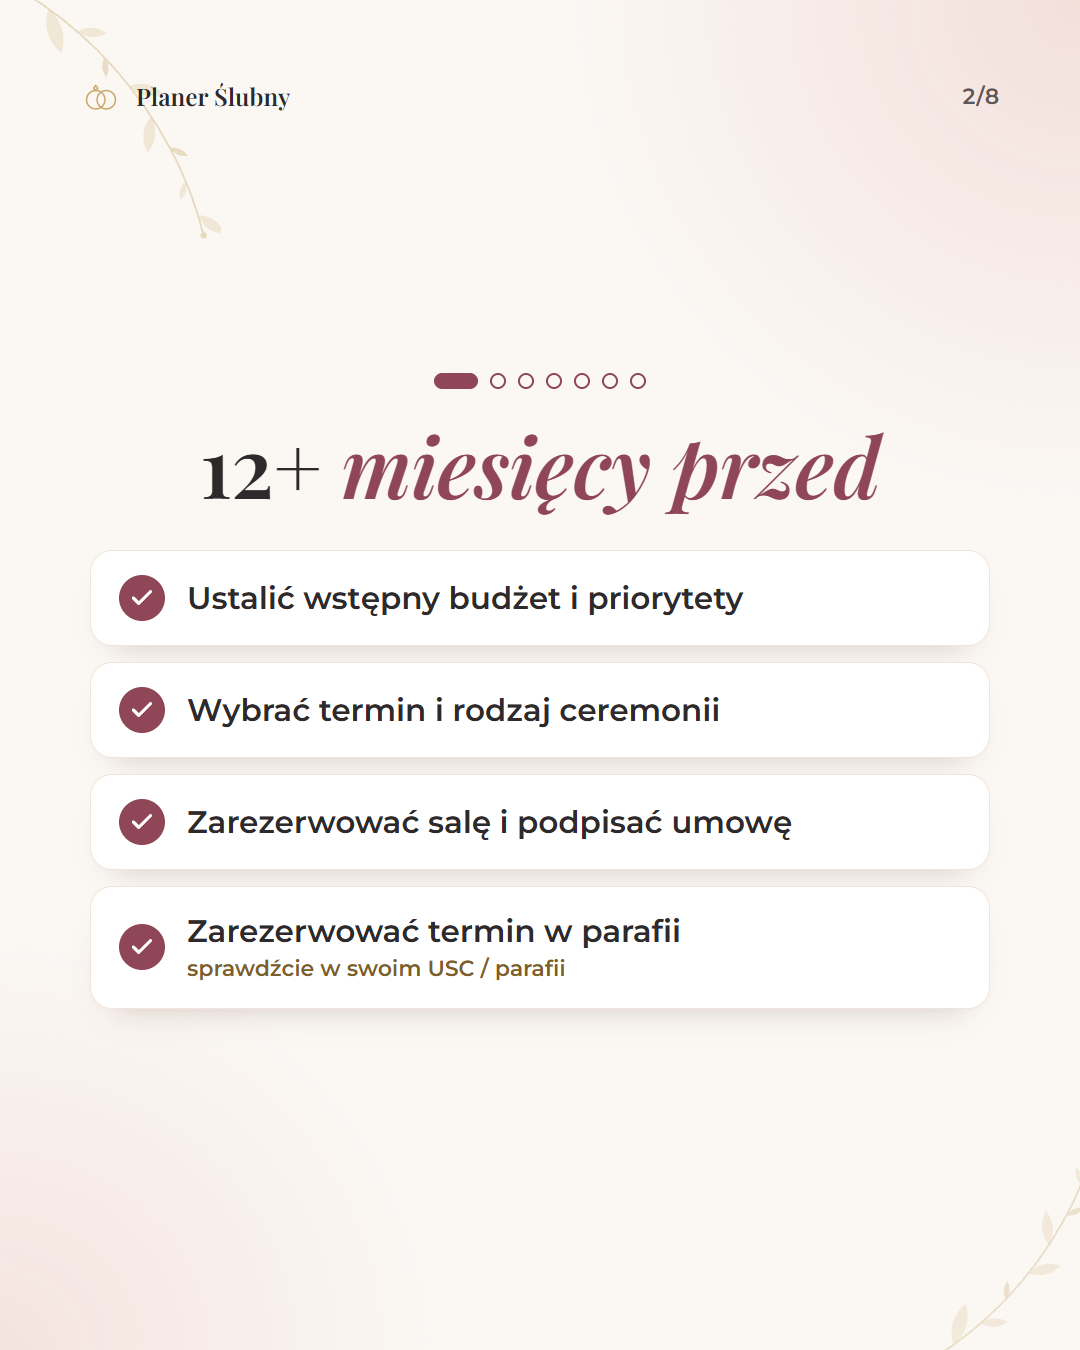 Planer Ślubny
2/8
12+ miesięcy przed
Ustalić wstępny budżet i priorytety
Wybrać termin i rodzaj ceremonii
Zarezerwować salę i podpisać umowę
Zarezerwować termin w parafii
sprawdźcie w swoim USC / parafii